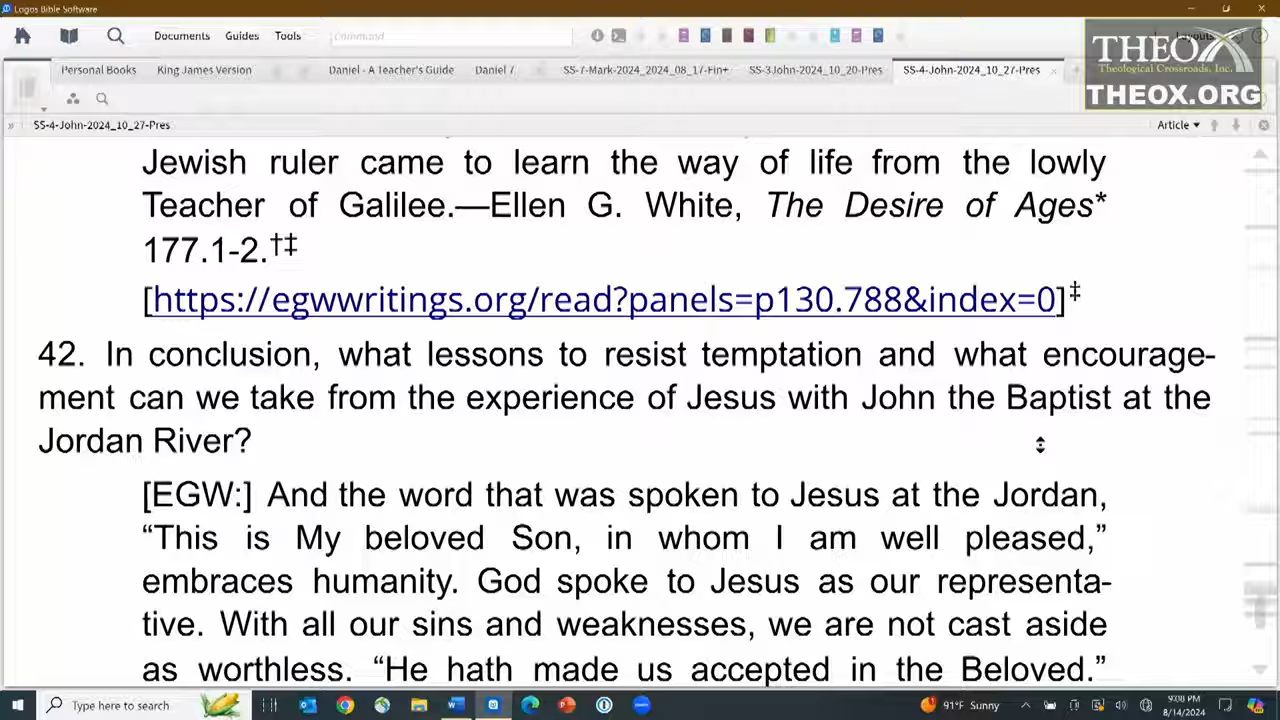 Logos Bible Software
Documents Guides Tools Command Layouts
THEOX
Theological Crossroads, Inc.
THEOX.ORG
Personal Books King James Version Daniel - A Teacher's SS-7-Mark-2024_2024_08_17-Fin+ SS-3John-2024_10_20-Pres SS-4-John-2024_10_27-Pres
SS-4-John-2024_10_27-Pres Article
Jewish ruler came to learn the way of life from the lowly
Teacher of Galilee.—Ellen G. White, The Desire of Ages*
177.1-2.†‡
[https://egwwritings.org/read?panels=p130.788&index=0]‡
42. In conclusion, what lessons to resist temptation and what encourage-
ment can we take from the experience of Jesus with John the Baptist at the
Jordan River?
[EGW:] And the word that was spoken to Jesus at the Jordan,
“This is My beloved Son, in whom I am well pleased,”
embraces humanity. God spoke to Jesus as our representa-
tive. With all our sins and weaknesses, we are not cast aside
as worthless. “He hath made us accepted in the Beloved.”
Type here to search
91°F Sunny
9:08 PM
8/14/2024